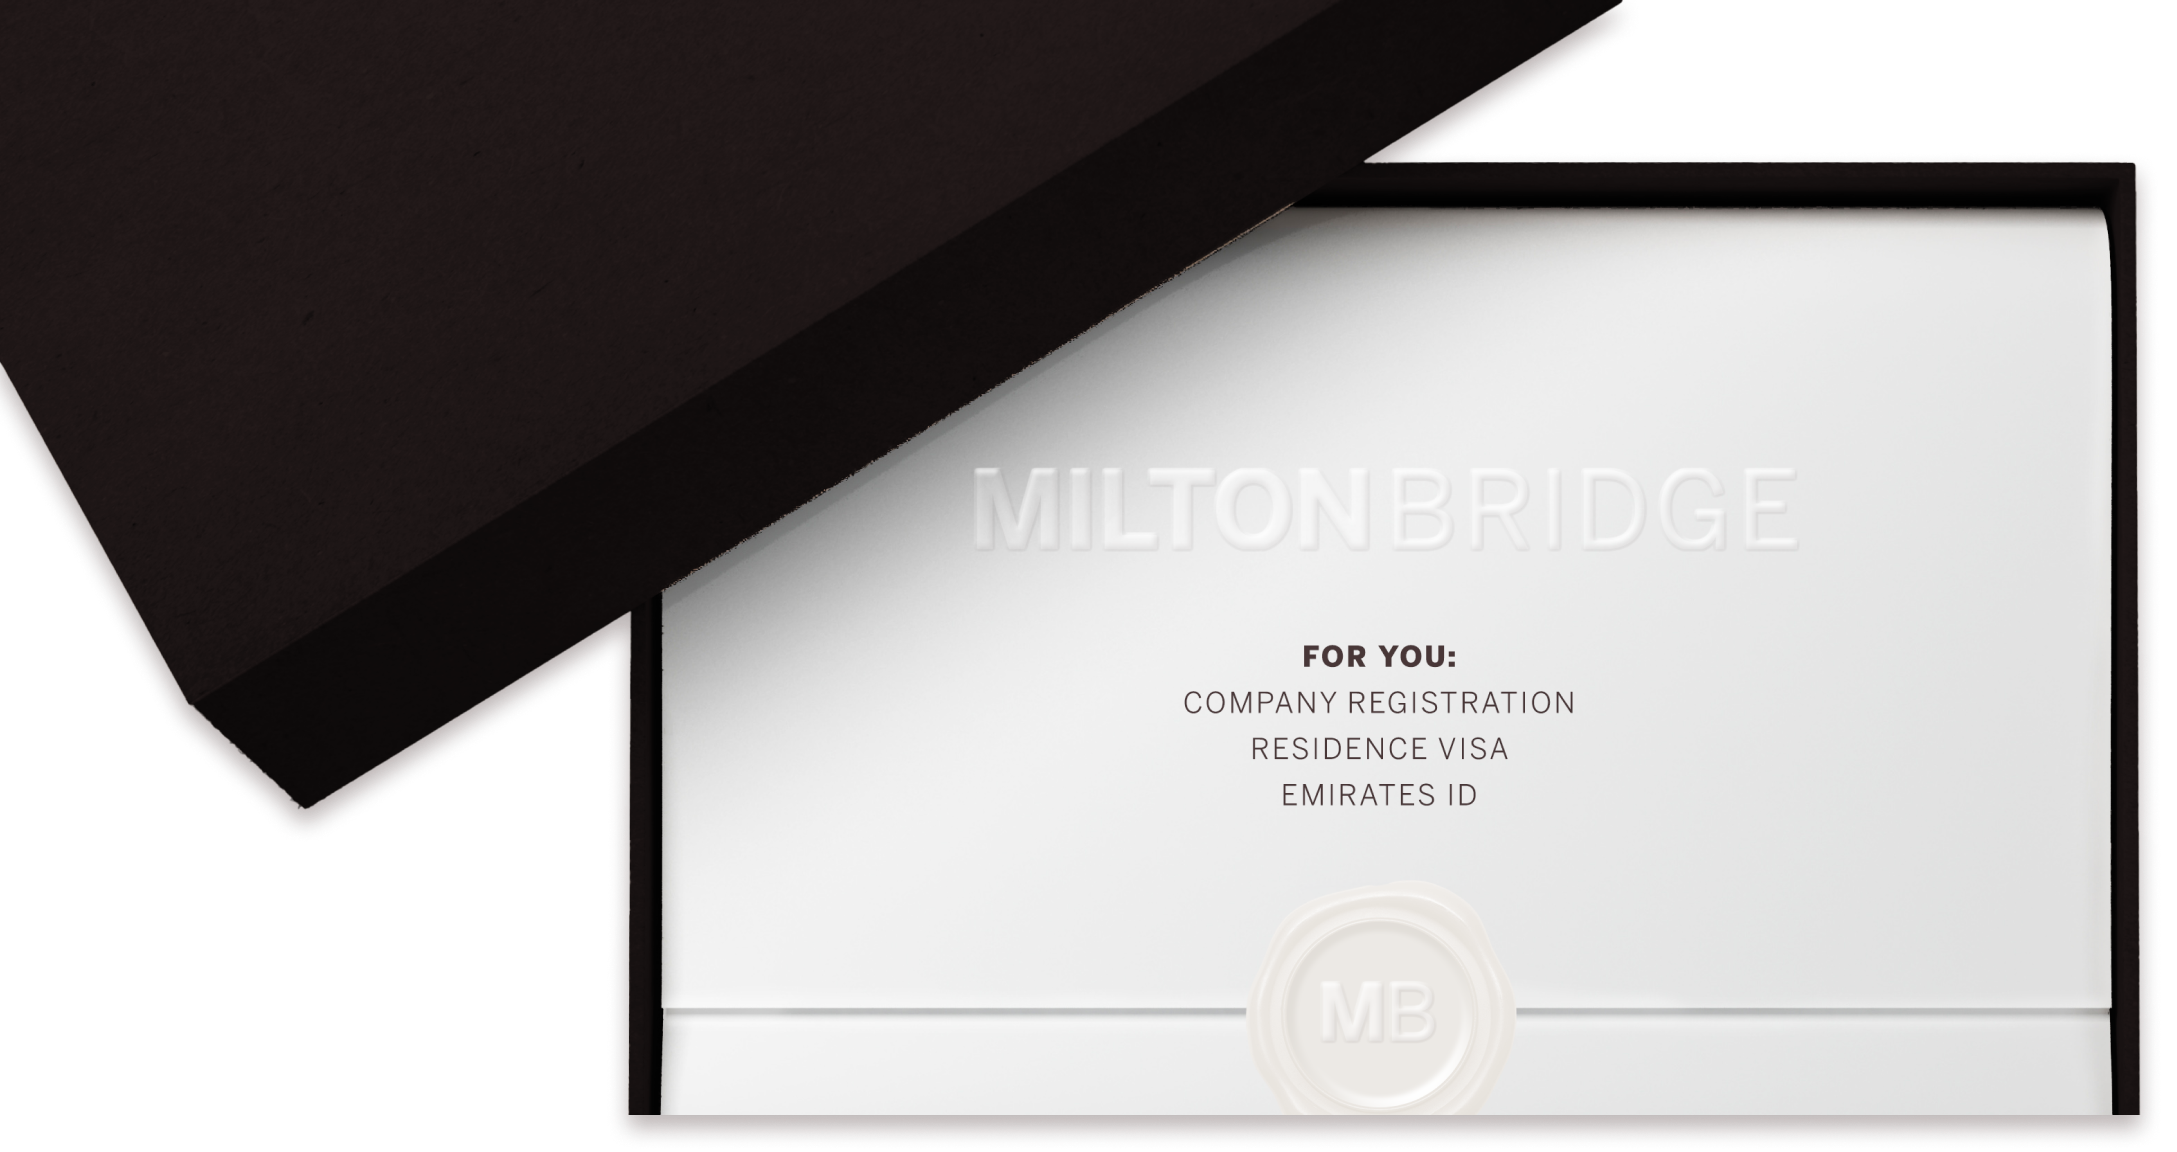 MILTONBRIDGE
FOR YOU:
COMPANY REGISTRATION
RESIDENCE VISA
EMIRATES ID
MB